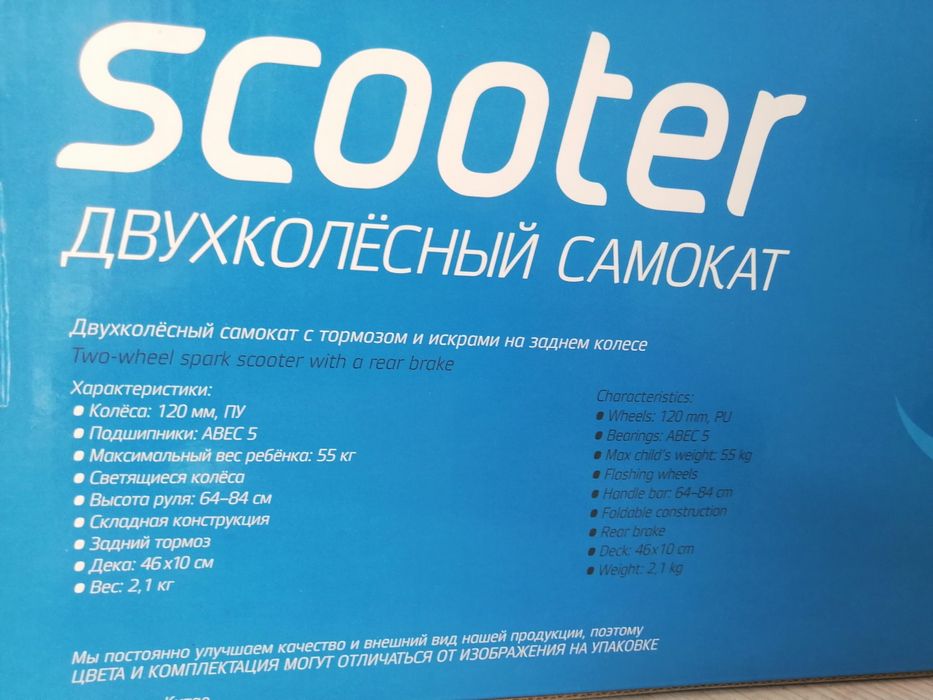 scooter
ДВУХКОЛЁСНЫЙ САМОКАТ
Двухколёсный самокат с тормозом и искрами на заднем колесе
Two-wheel spark scooter with a rear brake
Характеристики:
• Колёса: 120 мм, ПУ
• Подшипники: ABEC 5
• Максимальный вес ребёнка: 55 кг
• Светящиеся колёса
• Высота руля: 64–84 см
• Складная конструкция
• Задний тормоз
• Дека: 46x10 см
• Вес: 2,1 кг
Characteristics:
• Wheels: 120 mm, PU
• Bearings: ABEC 5
• Max child's weight: 55 kg
• Flashing wheels
• Handle bar: 64–84 cm
• Foldable construction
• Rear brake
• Deck: 46x10 cm
• Weight: 2,1 kg
Мы постоянно улучшаем качество и внешний вид нашей продукции, поэтому
ЦВЕТА И КОМПЛЕКТАЦИЯ МОГУТ ОТЛИЧАТЬСЯ ОТ ИЗОБРАЖЕНИЯ НА УПАКОВКЕ